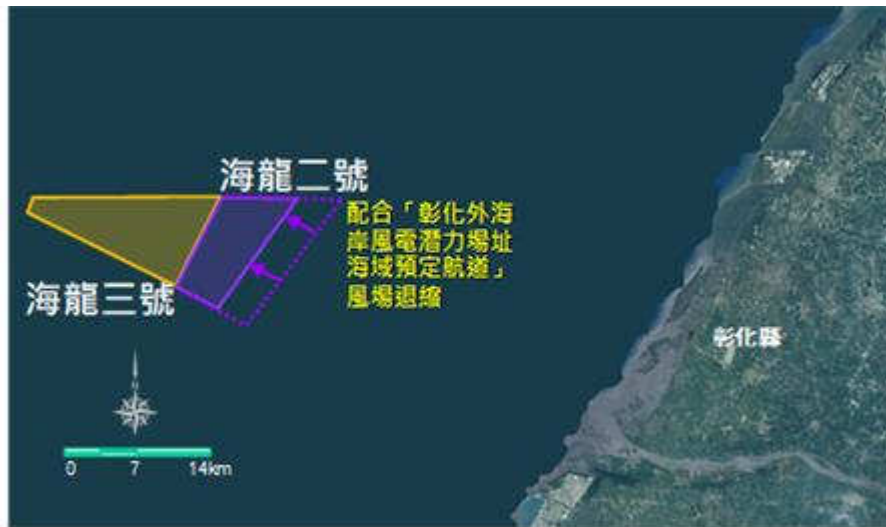 海龍二號
配合「彰化外海
岸風電潛力場址
海域預定航道」
風場退縮
海龍三號
彰化縣
N
0 7 14km